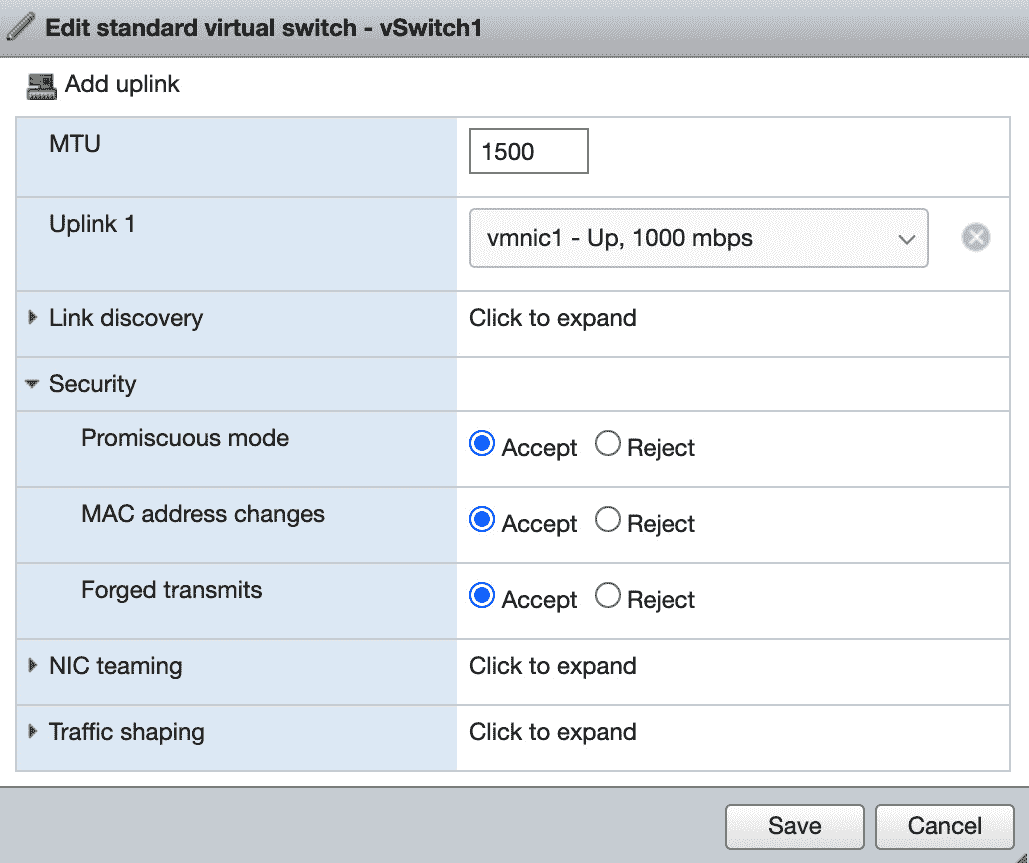 Edit standard virtual switch - vSwitch1
Add uplink
MTU 1500
Uplink 1 vmnic1 - Up, 1000 mbps
Link discovery Click to expand
Security
Promiscuous mode Accept Reject
MAC address changes Accept Reject
Forged transmits Accept Reject
NIC teaming Click to expand
Traffic shaping Click to expand
Save Cancel